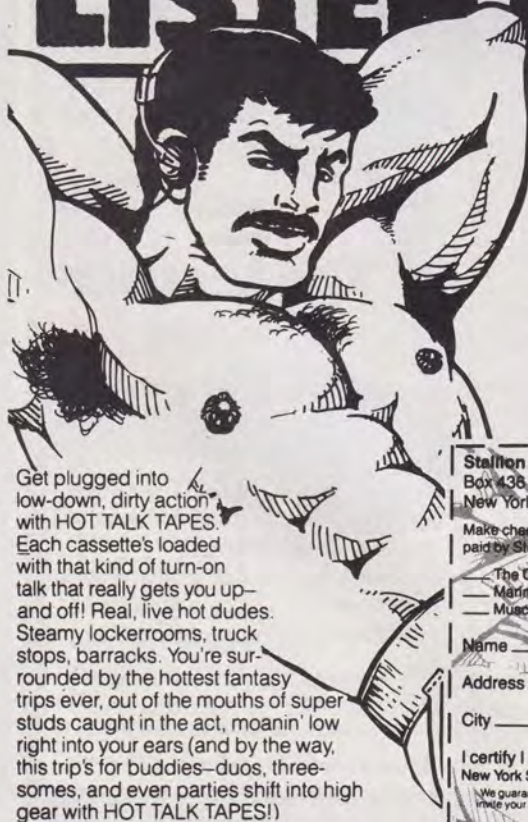 LISTEN
Get plugged into
low-down, dirty action
with HOT TALK TAPES.
Each cassette's loaded
with that kind of turn-on
talk that really gets you up–
and off! Real, live hot dudes.
Steamy lockerrooms, truck
stops, barracks. You're sur-
rounded by the hottest fantasy
trips ever, out of the mouths of super
studs caught in the act, moanin' low
right into your ears (and by the way,
this trip's for buddies–duos, three-
somes, and even parties shift into high
gear with HOT TALK TAPES!)
Stallion
Box 436,
New York
Make
paid by
The
Name
Address
City
I certify I
New York
We
invite your